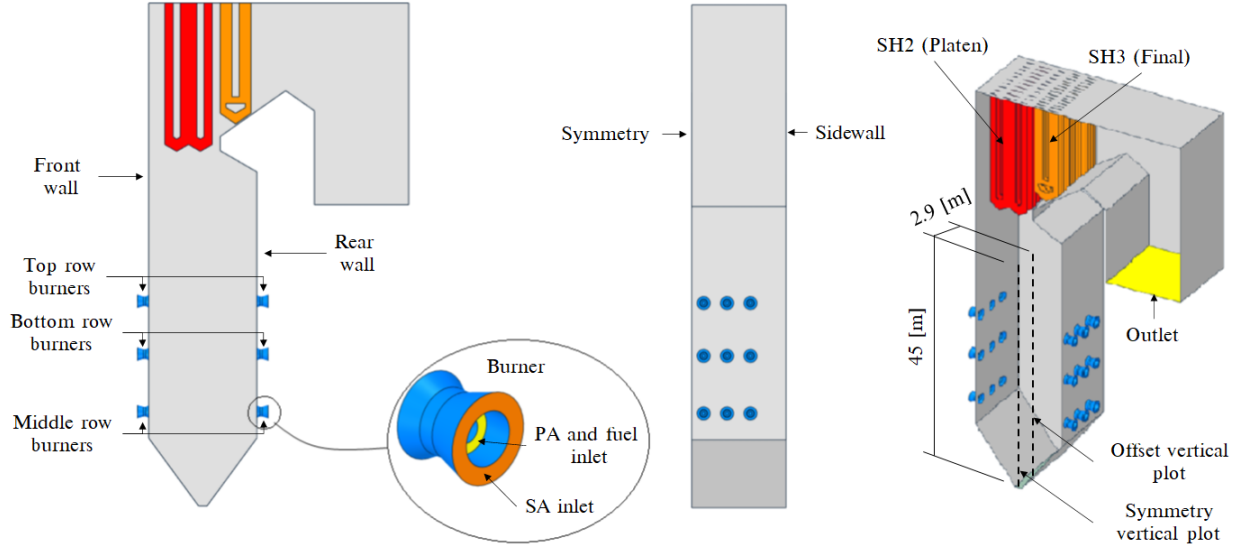 Front
wall
Top row
burners
Bottom row
burners
Middle row
burners
Rear
wall
Burner
PA and fuel
inlet
SA inlet
Symmetry
Sidewall
SH2 (Platen)
SH3 (Final)
2.9 [m]
45 [m]
Outlet
Offset vertical
plot
Symmetry
vertical plot